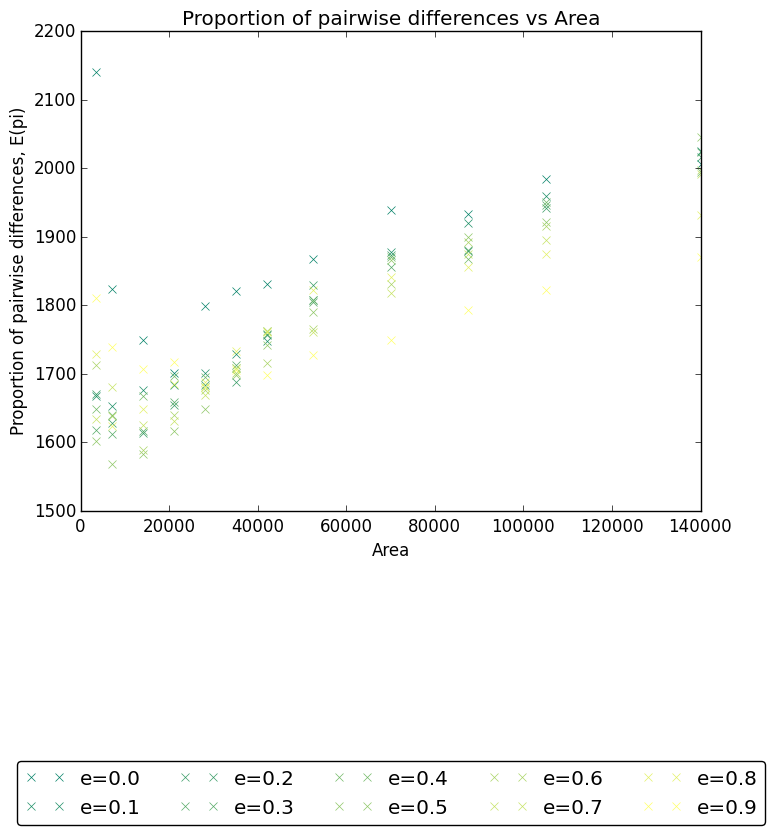 Proportion of pairwise differences vs Area
Proportion of pairwise differences, E(pi)
2200
2100
2000
1900
1800
1700
1600
1500
0 20000 40000 60000 80000 100000 120000 140000
Area
e=0.0 e=0.2 e=0.4 e=0.6 e=0.8
e=0.1 e=0.3 e=0.5 e=0.7 e=0.9